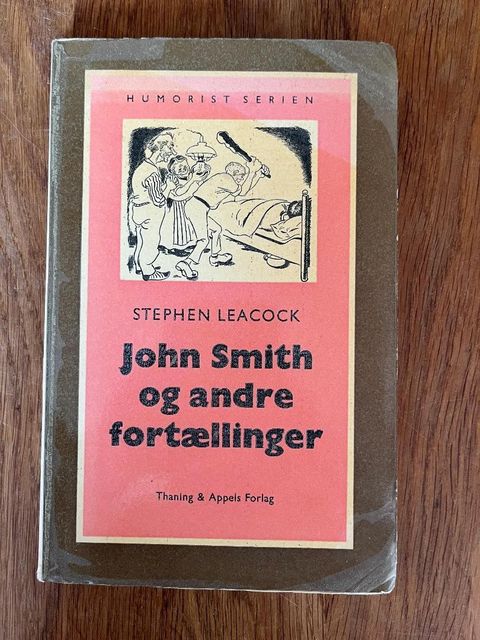 HUMORIST SERIEN
STEPHEN LEACOCK
John Smith
og andre
fortællinger
Thaning & Appels Forlag